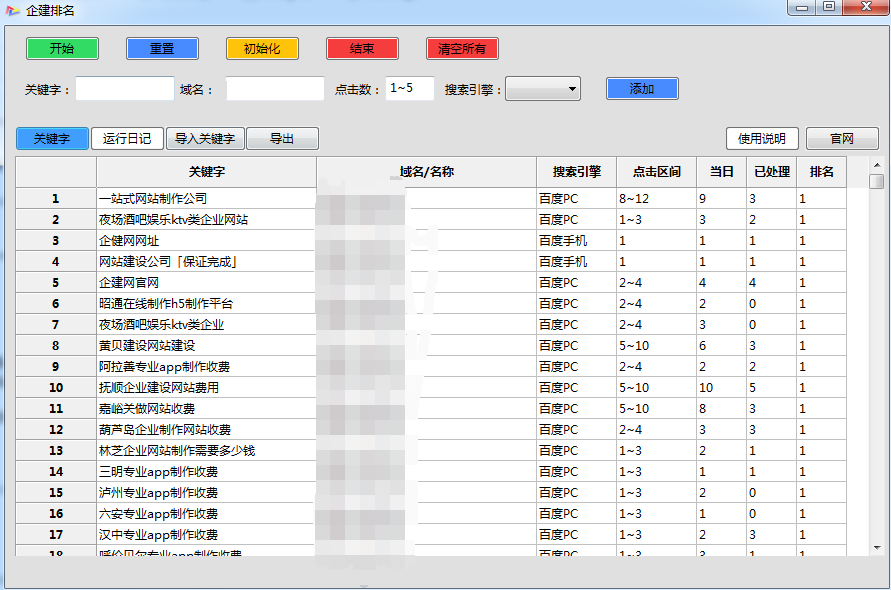 企建排名
开始 重置 初始化 结束 清空所有
关键字： 域名： 点击数： 1~5 搜索引擎： 添加
关键字 运行日记 导入关键字 导出 使用说明 官网
关键字 域名/名称 搜索引擎 点击区间 当日 已处理 排名
1 一站式网站制作公司 百度PC 8~12 9 3 1
2 夜场酒吧娱乐ktv类企业网站 百度PC 1~3 3 2 1
3 企健网网址 百度手机 1 1 1 1
4 网站建设公司「保证完成」 百度手机 1 1 1 1
5 企建网官网 百度PC 2~4 4 4 1
6 昭通在线制作h5制作平台 百度PC 2~4 2 0 1
7 夜场酒吧娱乐ktv类企业 百度PC 2~4 3 0 1
8 黄贝建设网站建设 百度PC 5~10 6 3 1
9 阿拉善专业app制作收费 百度PC 2~4 2 2 1
10 抚顺企业建设网站费用 百度PC 5~10 10 5 1
11 嘉峪关做网站收费 百度PC 5~10 8 3 1
12 葫芦岛企业制作网站收费 百度PC 2~4 3 3 1
13 林芝企业网站制作需要多少钱 百度PC 1~3 2 1 1
14 三明专业app制作收费 百度PC 1~3 1 1 1
15 泸州专业app制作收费 百度PC 1~3 2 0 1
16 六安专业app制作收费 百度PC 1~3 1 0 1
17 汉中专业app制作收费 百度PC 1~3 2 3 1
18 呼伦贝尔专业app制作收费 百度PC 1~3 3 1 1